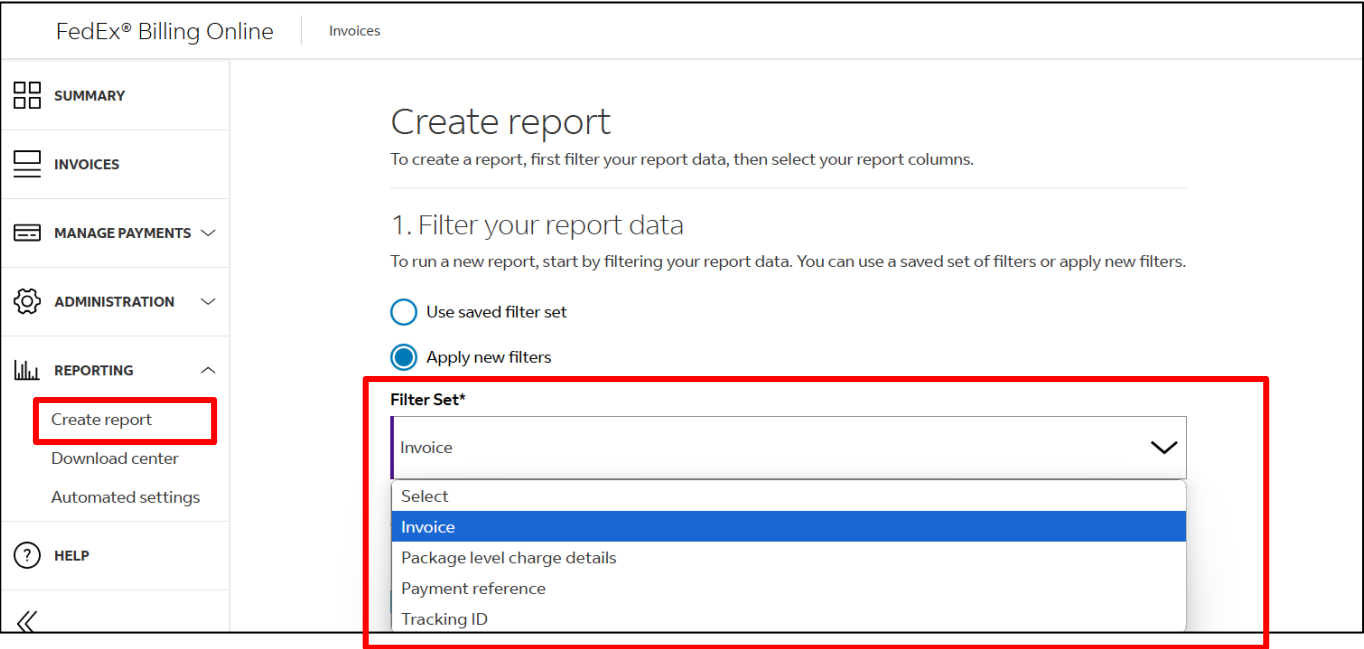 FedEx® Billing Online
Invoices
SUMMARY
INVOICES
MANAGE PAYMENTS
ADMINISTRATION
REPORTING
Create report
Download center
Automated settings
HELP
Create report
To create a report, first filter your report data, then select your report columns.
1. Filter your report data
To run a new report, start by filtering your report data. You can use a saved set of filters or apply new filters.
Use saved filter set
Apply new filters
Filter Set*
Invoice
Select
Invoice
Package level charge details
Payment reference
Tracking ID